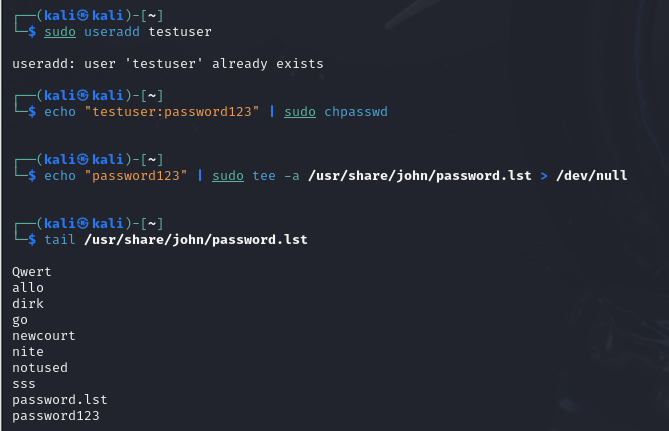 ┌──(kali㉿kali)-[~]
└─$ sudo useradd testuser
useradd: user 'testuser' already exists
┌──(kali㉿kali)-[~]
└─$ echo "testuser:password123" | sudo chpasswd
┌──(kali㉿kali)-[~]
└─$ echo "password123" | sudo tee -a /usr/share/john/password.lst > /dev/null
┌──(kali㉿kali)-[~]
└─$ tail /usr/share/john/password.lst
Qwert
allo
dirk
go
newcourt
nite
notused
sss
password.lst
password123